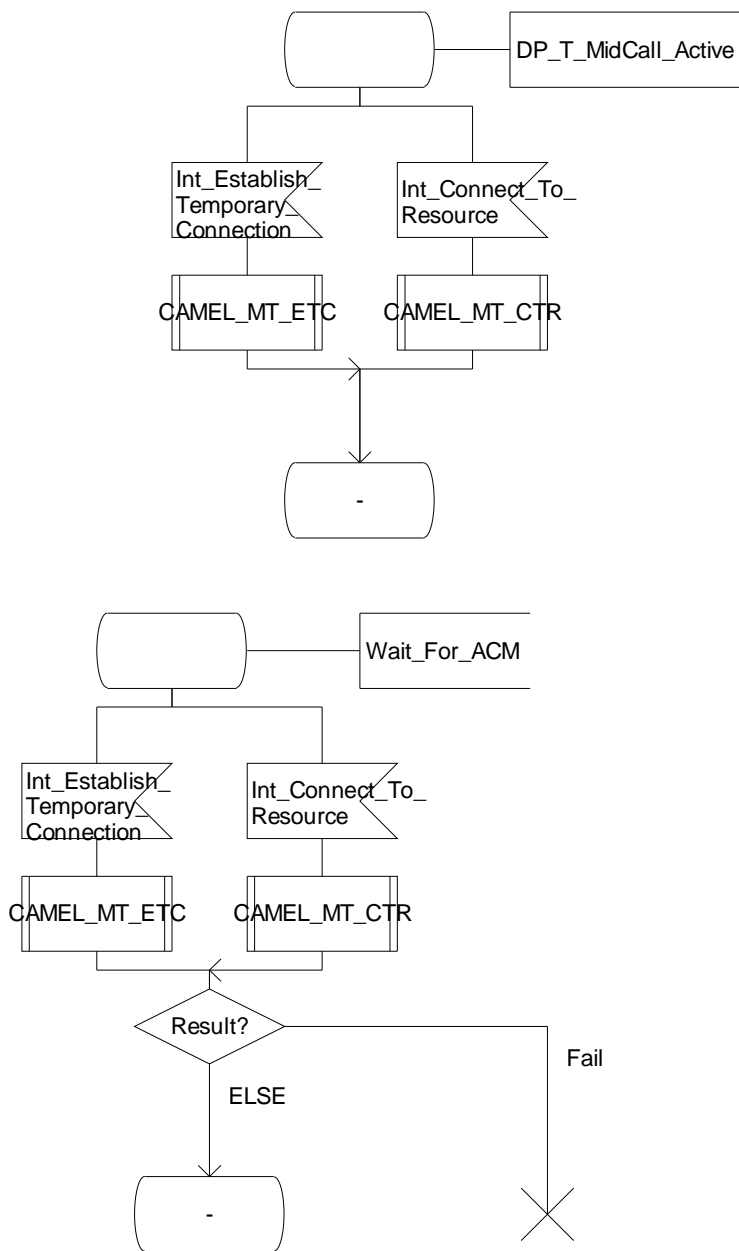 DP_T_MidCall_Active
Int_Establish_
Temporary_
Connection
Int_Connect_To_
Resource
CAMEL_MT_ETC
CAMEL_MT_CTR
-
Wait_For_ACM
Int_Establish_
Temporary_
Connection
Int_Connect_To_
Resource
CAMEL_MT_ETC
CAMEL_MT_CTR
Result?
Fail
ELSE
-